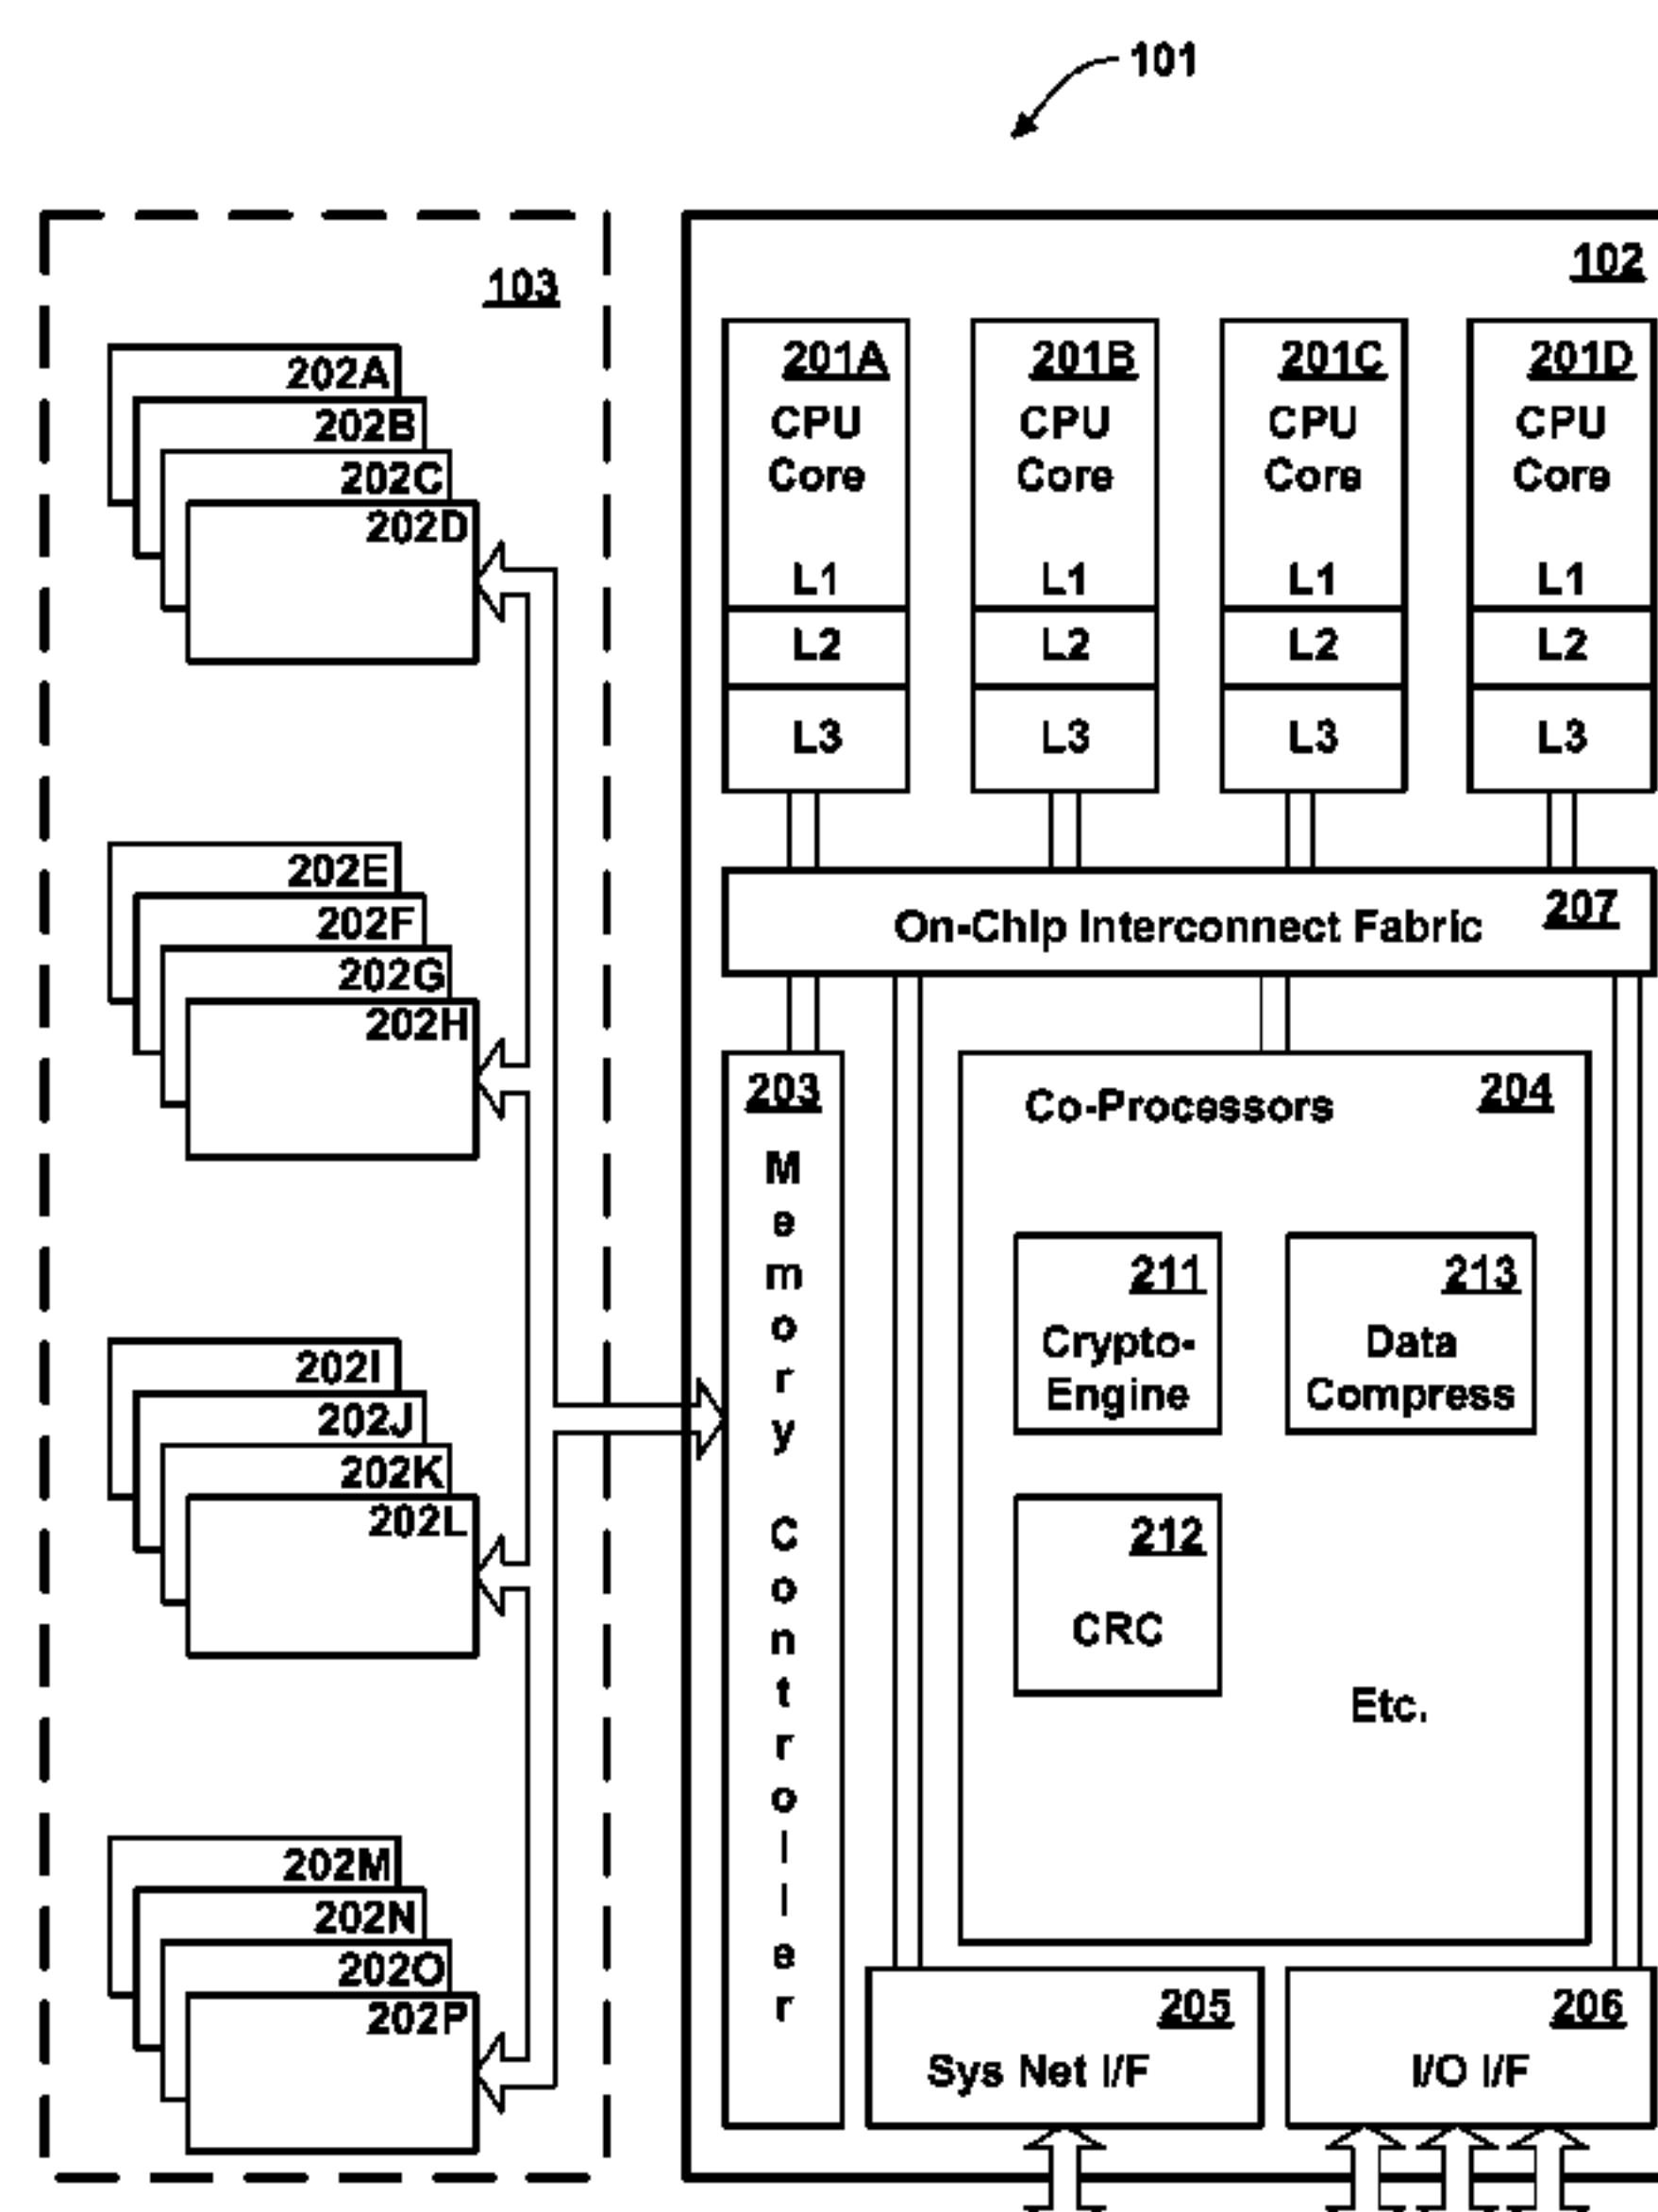 101
103
202A
202B
202C
202D
202E
202F
202G
202H
202I
202J
202K
202L
202M
202N
202O
202P
102
201A
CPU
Core
L1
L2
L3
201B
CPU
Core
L1
L2
L3
201C
CPU
Core
L1
L2
L3
201D
CPU
Core
L1
L2
L3
On-Chip Interconnect Fabric
207
203
Memory Controller
Co-Processors
204
211
Crypto-
Engine
213
Data
Compress
212
CRC
Etc.
205
Sys Net I/F
206
I/O I/F